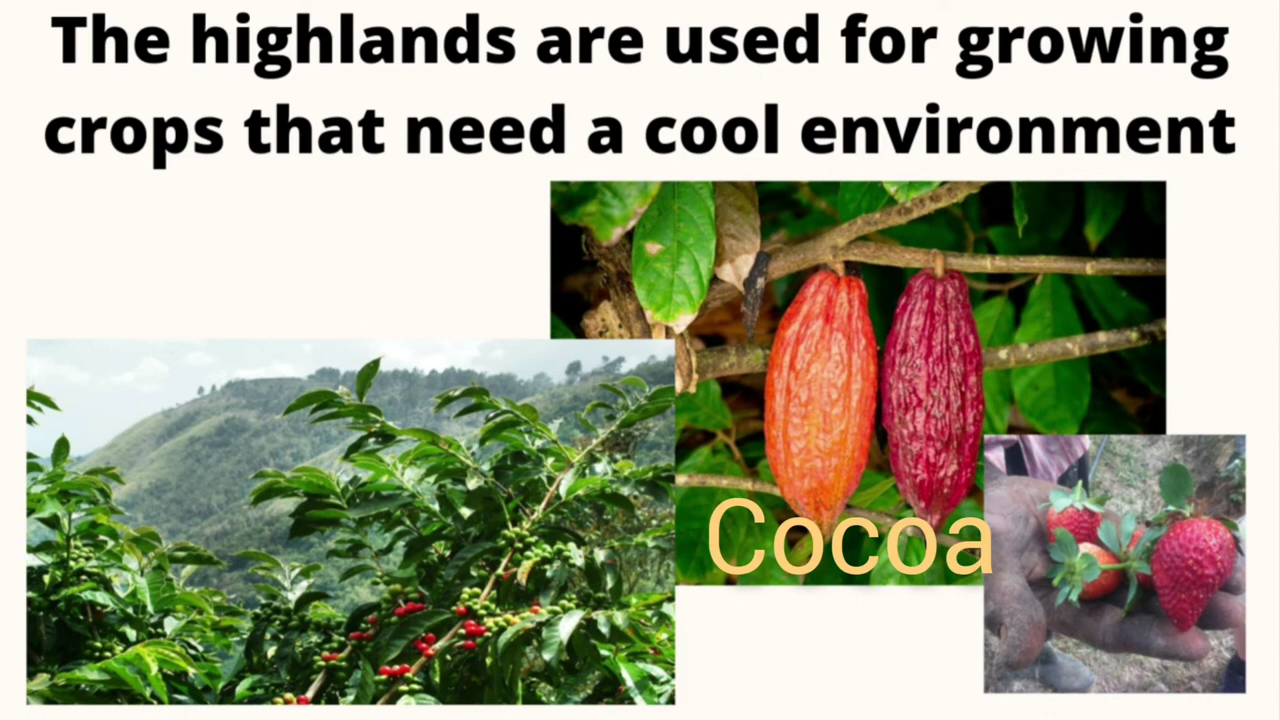 The highlands are used for growing
crops that need a cool environment
Cocoa